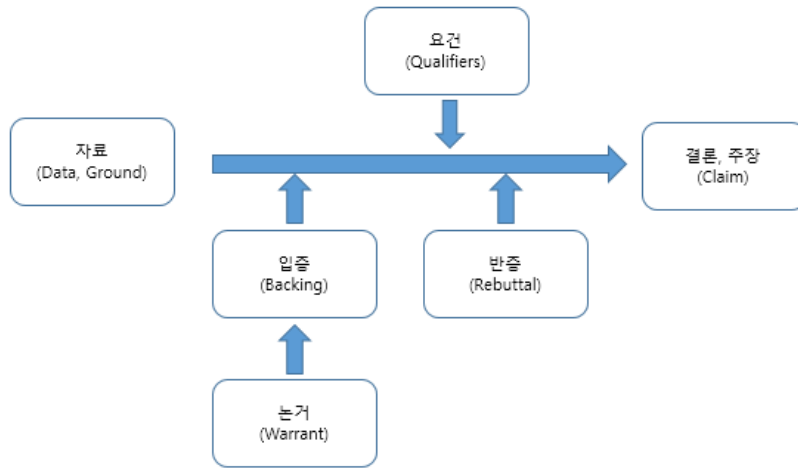 요건
(Qualifiers)
자료
(Data, Ground)
결론, 주장
(Claim)
입증
(Backing)
반증
(Rebuttal)
논거
(Warrant)